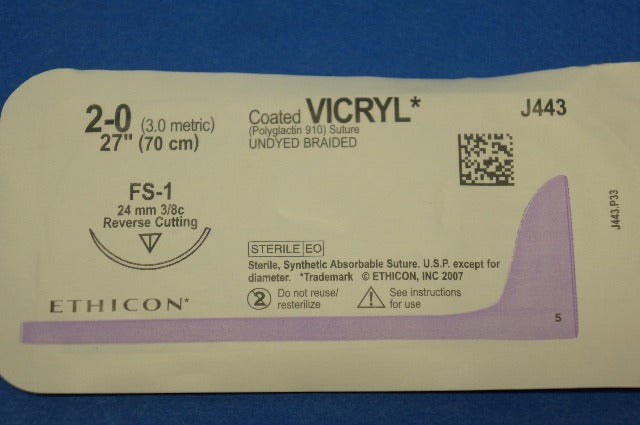 2-0 (3.0 metric)
27" (70 cm)
Coated VICRYL*
(Polyglactin 910) Suture
UNDYED BRAIDED
J443
FS-1
24 mm 3/8c
Reverse Cutting
J443.P33
STERILE EO
Sterile, Synthetic Absorbable Suture. U.S.P. except for
diameter. *Trademark © ETHICON, INC 2007
2 Do not reuse/
resterilize
See instructions
for use
ETHICON*
5